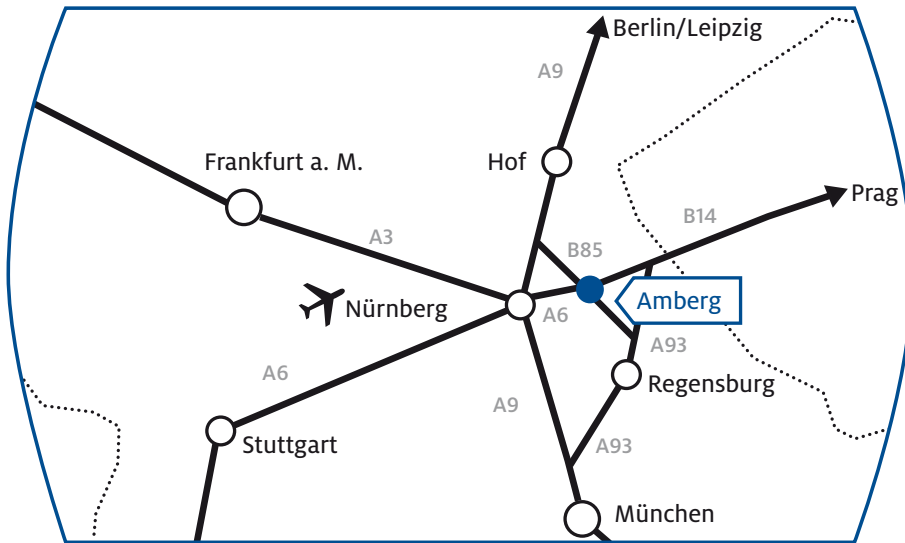 Berlin/Leipzig
A9
Frankfurt a. M.
Hof
Prag
B14
A3
B85
Nürnberg
A6
Amberg
A93
A6
Regensburg
A9
Stuttgart
A93
München